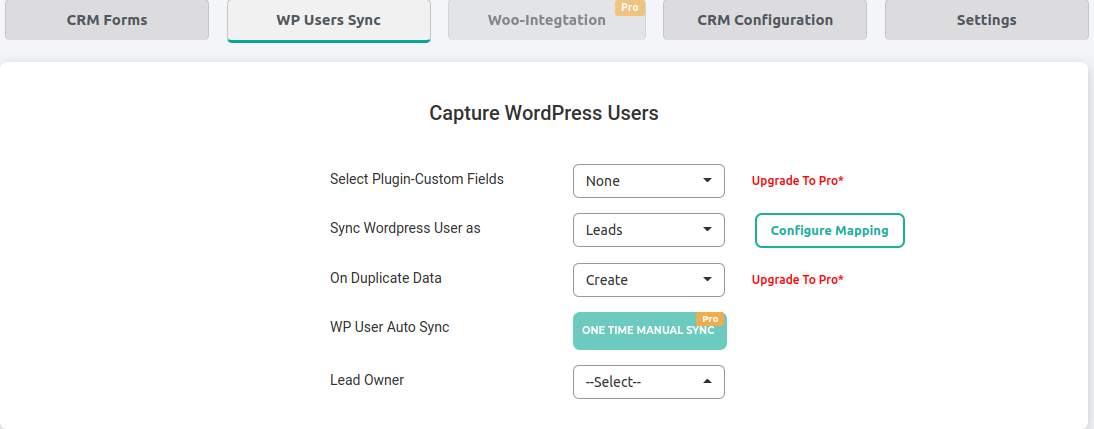 CRM Forms
WP Users Sync
Woo-Integtation
Pro
CRM Configuration
Settings
Capture WordPress Users
Select Plugin-Custom Fields
None
Upgrade To Pro*
Sync Wordpress User as
Leads
Configure Mapping
On Duplicate Data
Create
Upgrade To Pro*
WP User Auto Sync
ONE TIME MANUAL SYNC
Pro
Lead Owner
--Select--